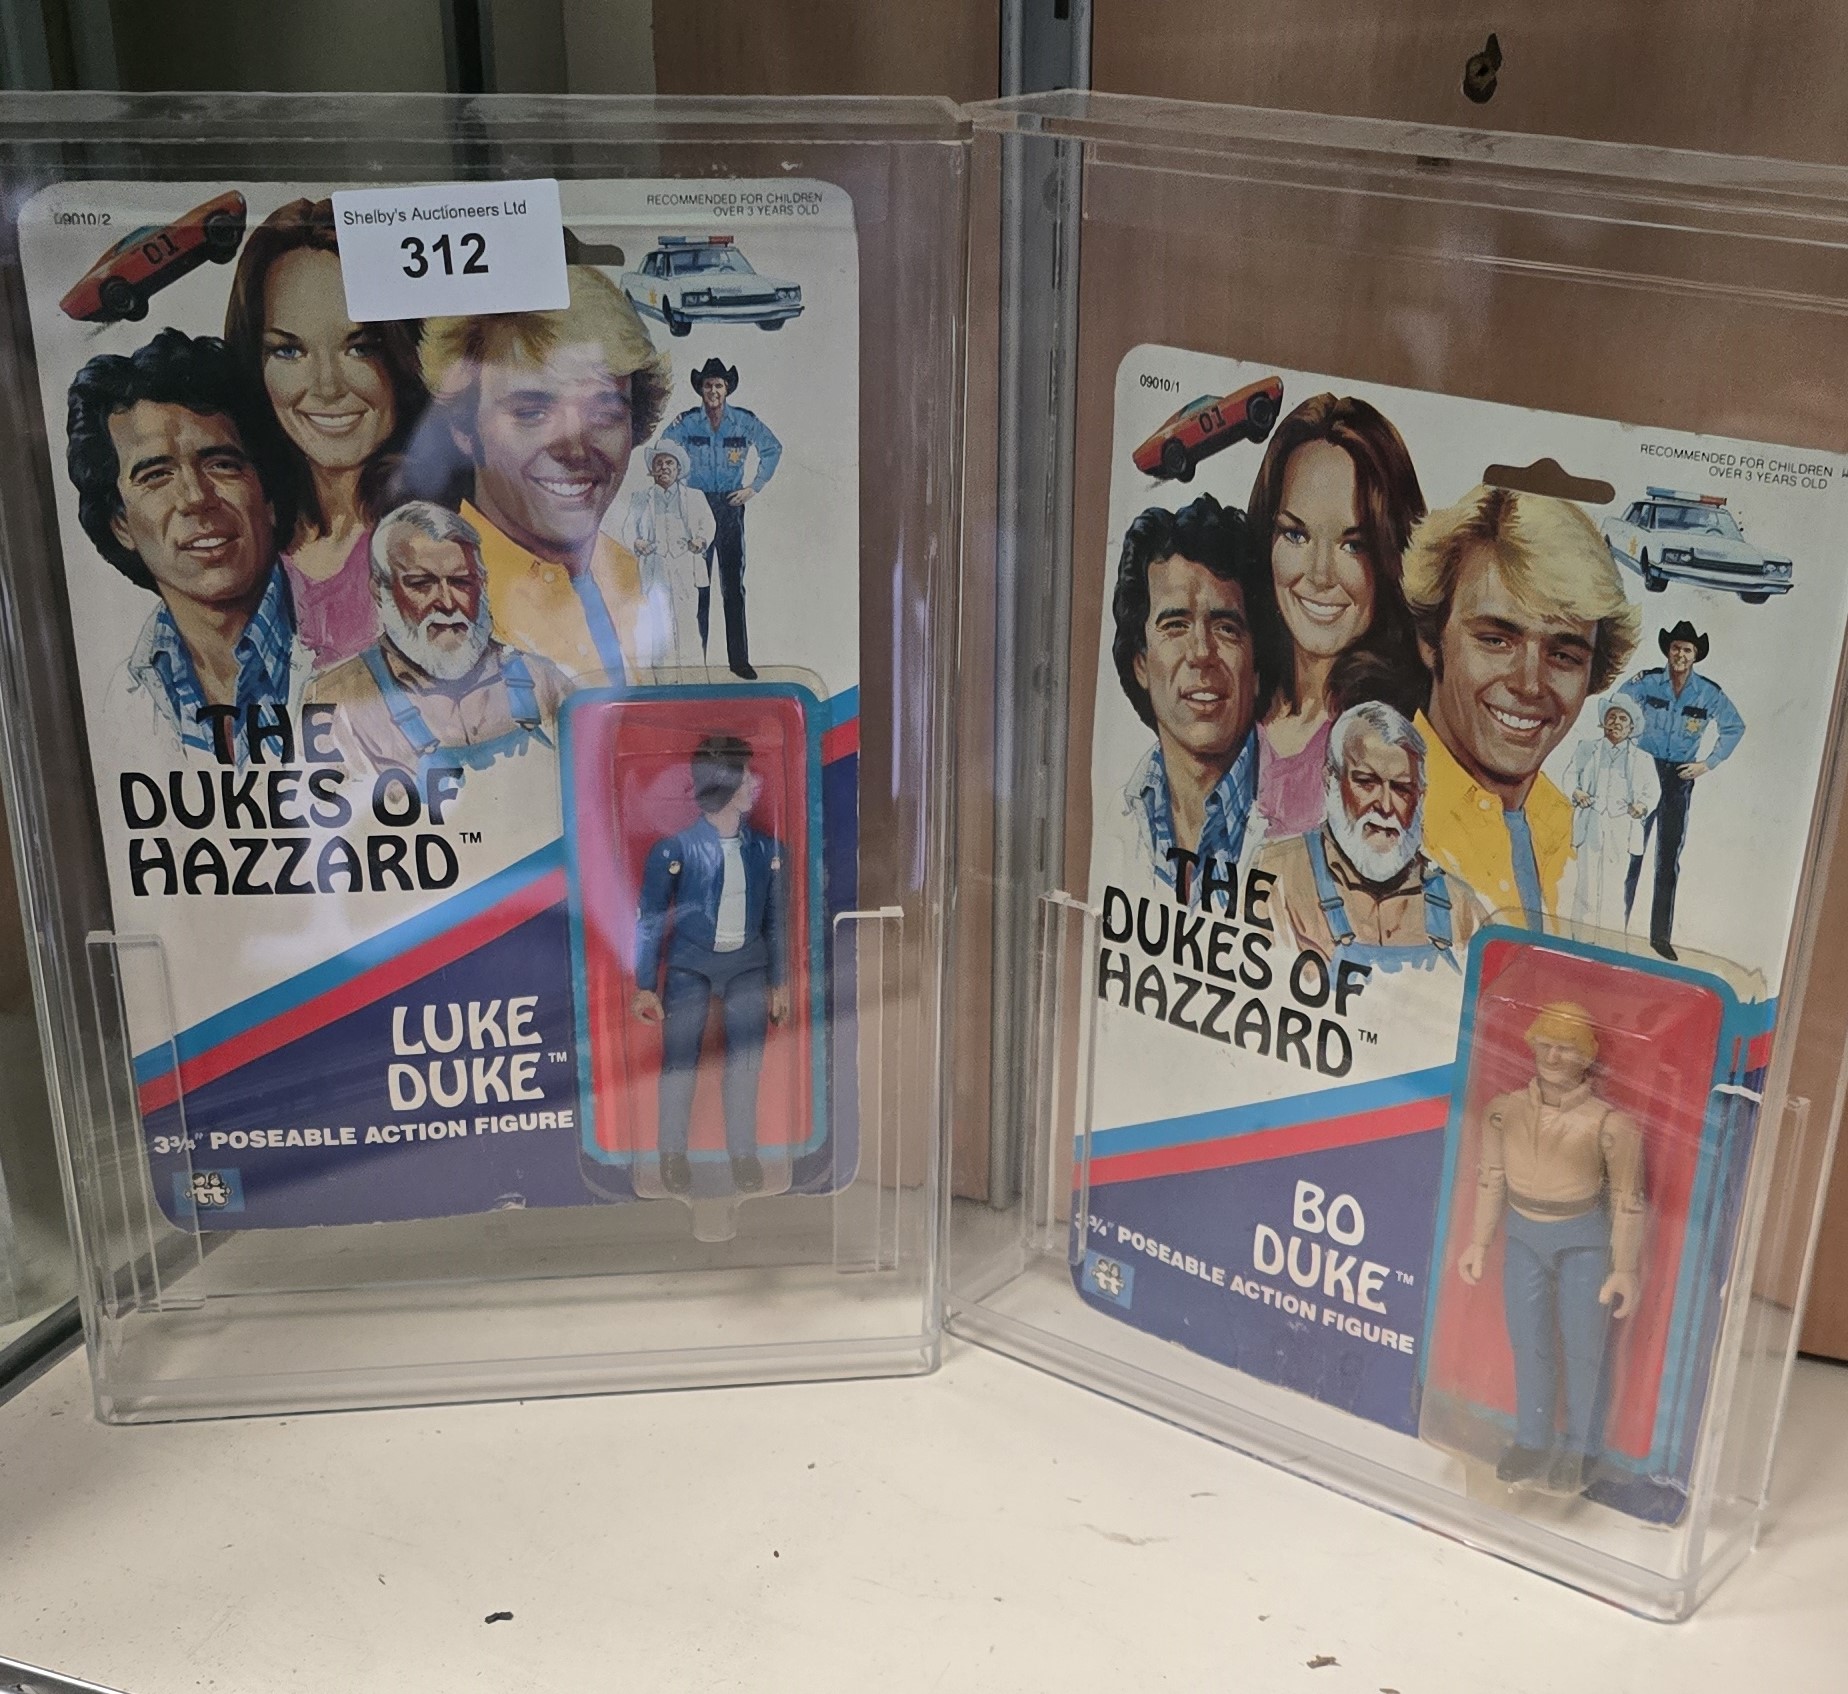 09010/2
01
Shelby's Auctioneers Ltd
312
RECOMMENDED FOR CHILDREN
OVER 3 YEARS OLD
THE
DUKES OF
HAZZARD™
LUKE
DUKE™
3¾" POSEABLE ACTION FIGURE
09010/1
01
RECOMMENDED FOR CHILDREN
OVER 3 YEARS OLD
THE
DUKES OF
HAZZARD™
BO
DUKE™
3¾" POSEABLE ACTION FIGURE